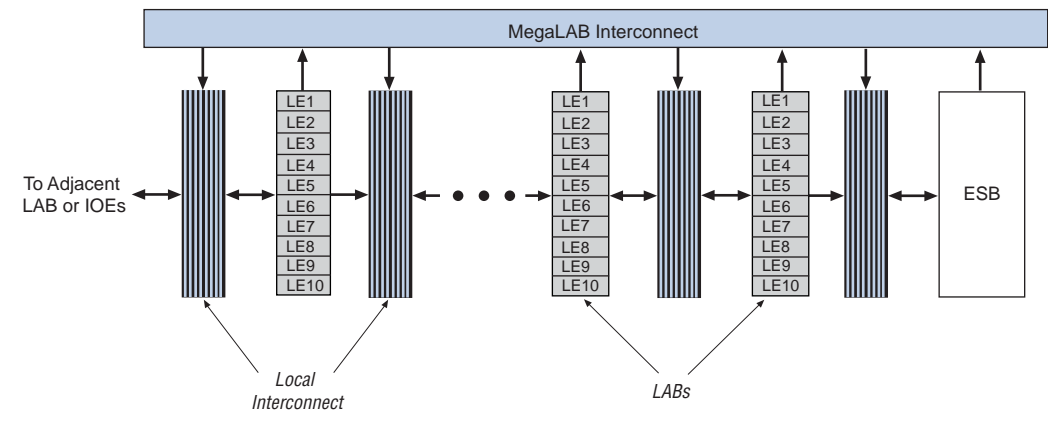 MegaLAB Interconnect
LE1
LE2
LE3
LE4
LE5
LE6
LE7
LE8
LE9
LE10
LE1
LE2
LE3
LE4
LE5
LE6
LE7
LE8
LE9
LE10
LE1
LE2
LE3
LE4
LE5
LE6
LE7
LE8
LE9
LE10
To Adjacent
LAB or IOEs
ESB
Local
Interconnect
LABs